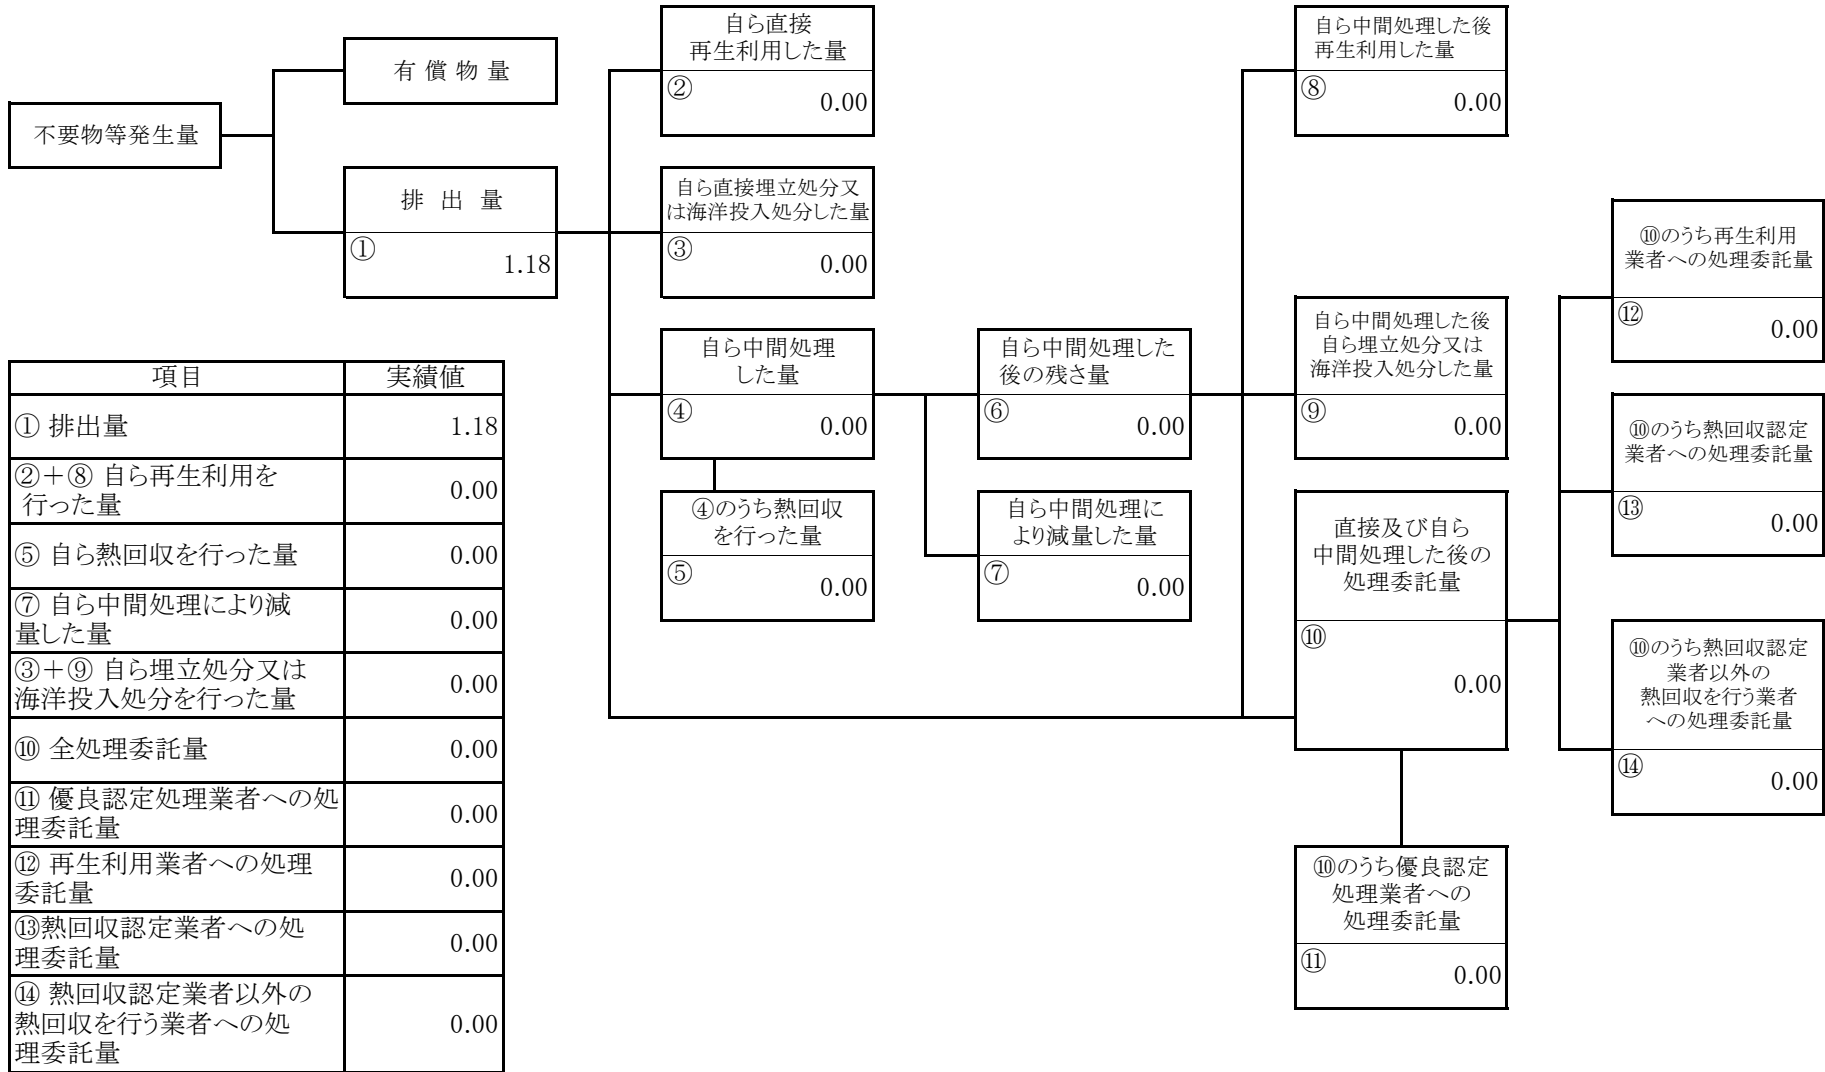 不要物等発生量
有 償 物 量
排 出 量
①
1.18
自ら直接
再生利用した量
②
0.00
自ら直接埋立処分又
は海洋投入処分した量
③
0.00
自ら中間処理
した量
④
0.00
④のうち熱回収
を行った量
⑤
0.00
自ら中間処理した
後の残さ量
⑥
0.00
自ら中間処理に
より減量した量
⑦
0.00
自ら中間処理した後
再生利用した量
⑧
0.00
自ら中間処理した後
自ら埋立処分又は
海洋投入処分した量
⑨
0.00
直接及び自ら
中間処理した後の
処理委託量
⑩
0.00
⑩のうち優良認定
処理業者への
処理委託量
⑪
0.00
⑩のうち再生利用
業者への処理委託量
⑫
0.00
⑩のうち熱回収認定
業者への処理委託量
⑬
0.00
⑩のうち熱回収認定
業者以外の
熱回収を行う業者
への処理委託量
⑭
0.00
項目 実績値
① 排出量 1.18
②＋⑧ 自ら再生利用を
行った量 0.00
⑤ 自ら熱回収を行った量 0.00
⑦ 自ら中間処理により減
量した量 0.00
③＋⑨ 自ら埋立処分又は
海洋投入処分を行った量 0.00
⑩ 全処理委託量 0.00
⑪ 優良認定処理業者への処
理委託量 0.00
⑫ 再生利用業者への処理
委託量 0.00
⑬熱回収認定業者への処
理委託量 0.00
⑭ 熱回収認定業者以外の
熱回収を行う業者への処
理委託量 0.00